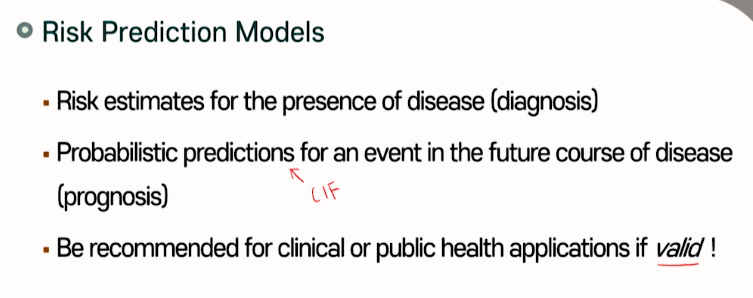 Risk Prediction Models
Risk estimates for the presence of disease (diagnosis)
Probabilistic predictions for an event in the future course of disease
CIF
(prognosis)
Be recommended for clinical or public health applications if valid !